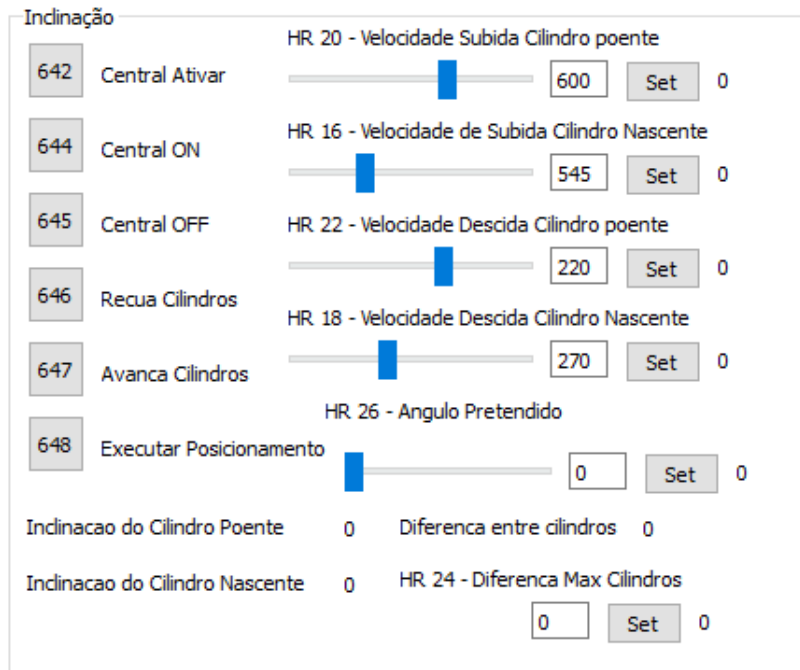 Inclinação
HR 20 - Velocidade Subida Cilindro poente
642 Central Ativar 600 Set 0
HR 16 - Velocidade de Subida Cilindro Nascente
644 Central ON 545 Set 0
HR 22 - Velocidade Descida Cilindro poente
645 Central OFF 220 Set 0
646 Recua Cilindros
HR 18 - Velocidade Descida Cilindro Nascente
647 Avanca Cilindros 270 Set 0
HR 26 - Angulo Pretendido
648 Executar Posicionamento 0 Set 0
Inclinacao do Cilindro Poente 0 Diferenca entre cilindros 0
Inclinacao do Cilindro Nascente 0 HR 24 - Diferenca Max Cilindros
0 Set 0